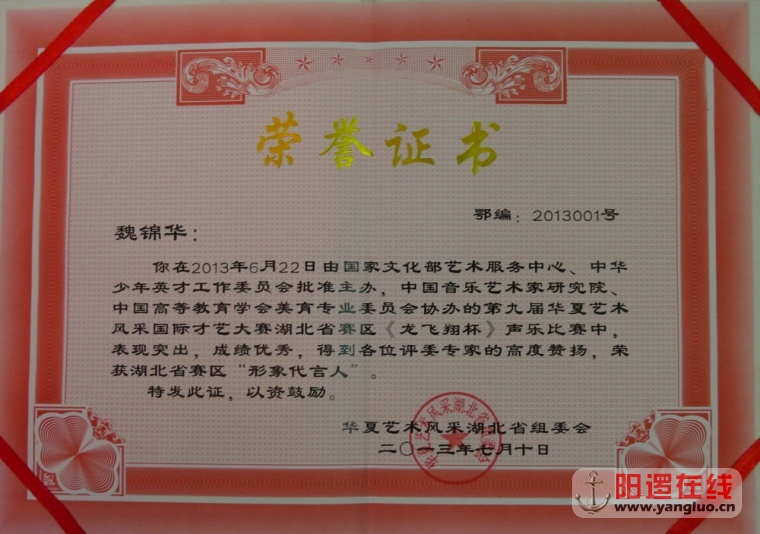 荣誉证书
鄂编：2013001号
魏锦华：
你在2013年6月22日由国家文化部艺术服务中心、中华
少年英才工作委员会批准主办，中国音乐艺术家研究院、
中国高等教育学会美育专业委员会协办的第九届华夏艺术
风采国际才艺大赛湖北省赛区《龙飞翔杯》声乐比赛中，
表现突出，成绩优秀，得到各位评委专家的高度赞扬，荣
获湖北省赛区“形象代言人”。
特发此证，以资鼓励。
华夏艺术风采湖北省组委会
二〇一三年七月十日
阳逻在线
www.yangluo.cn